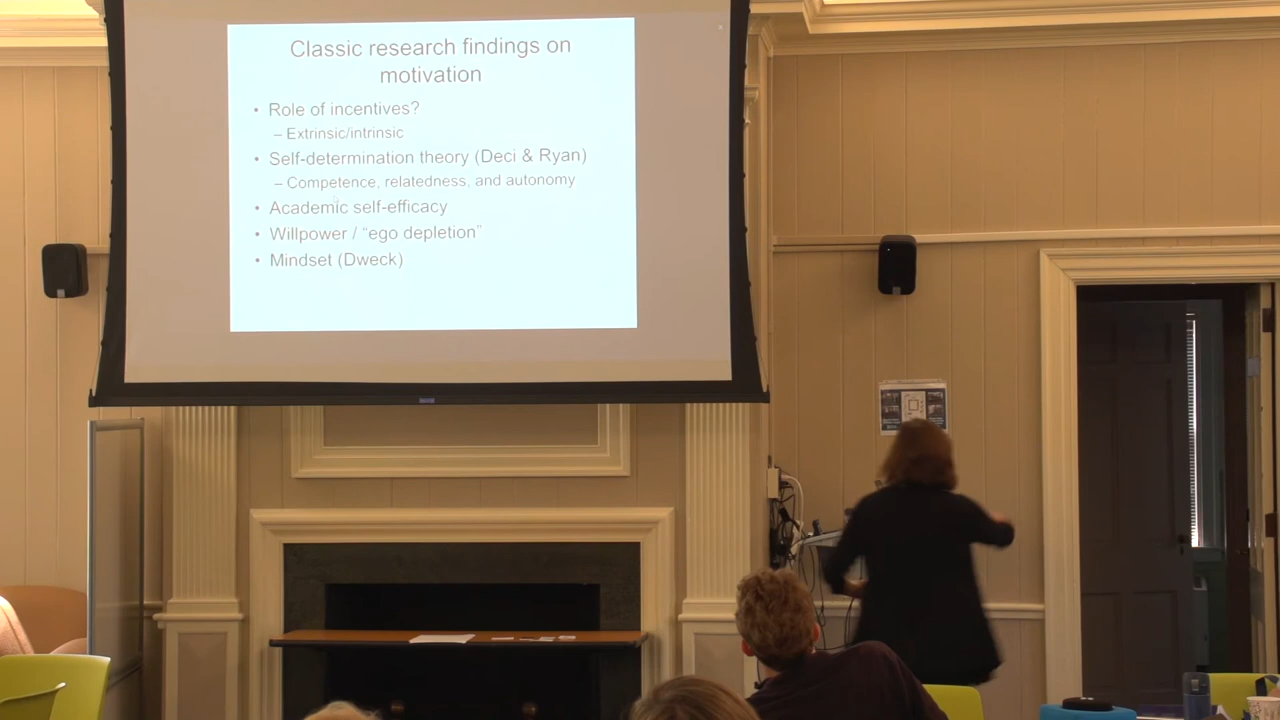 Classic research findings on
motivation
• Role of incentives?
– Extrinsic/intrinsic
• Self-determination theory (Deci & Ryan)
– Competence, relatedness, and autonomy
• Academic self-efficacy
• Willpower / “ego depletion”
• Mindset (Dweck)